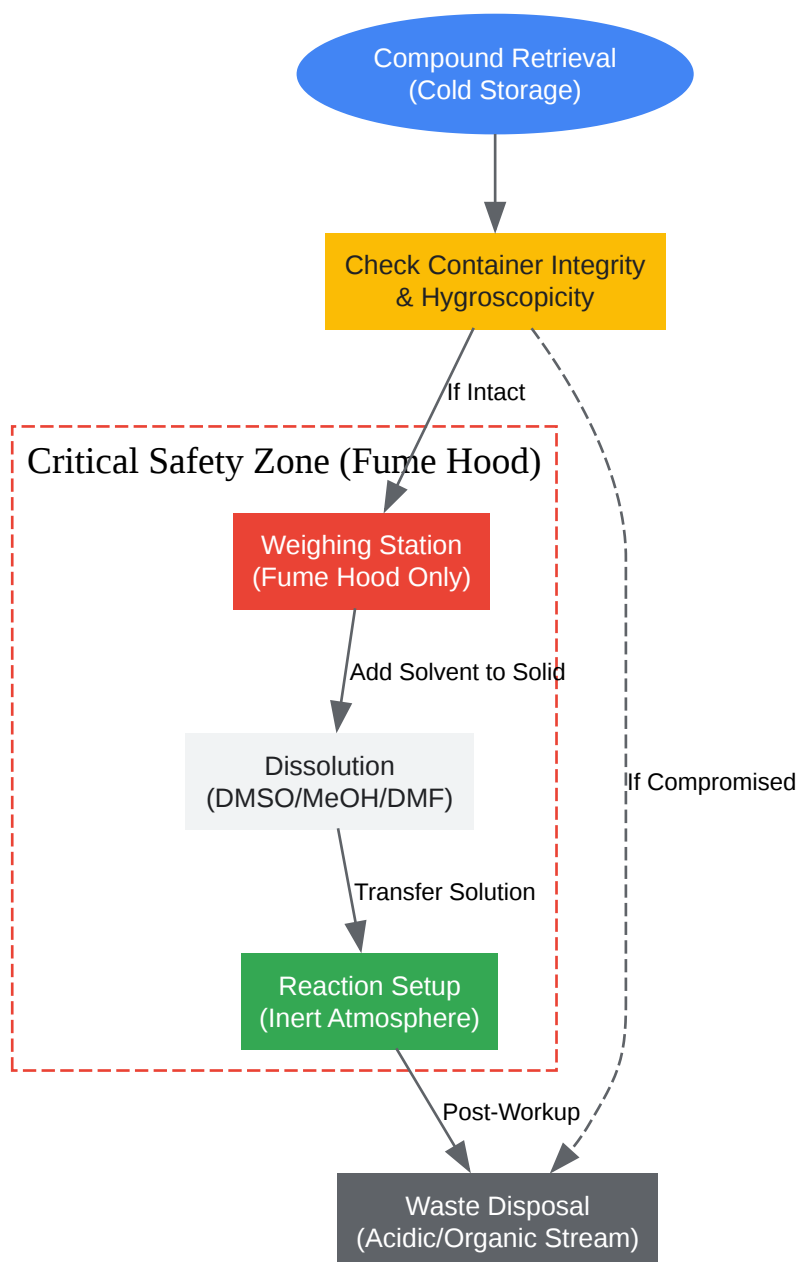 Compound Retrieval
(Cold Storage)
Check Container Integrity
& Hygroscopicity
If Intact
Critical Safety Zone (Fume Hood)
Weighing Station
(Fume Hood Only)
Add Solvent to Solid
Dissolution
(DMSO/MeOH/DMF)
If Compromised
Transfer Solution
Reaction Setup
(Inert Atmosphere)
Post-Workup
Waste Disposal
(Acidic/Organic Stream)